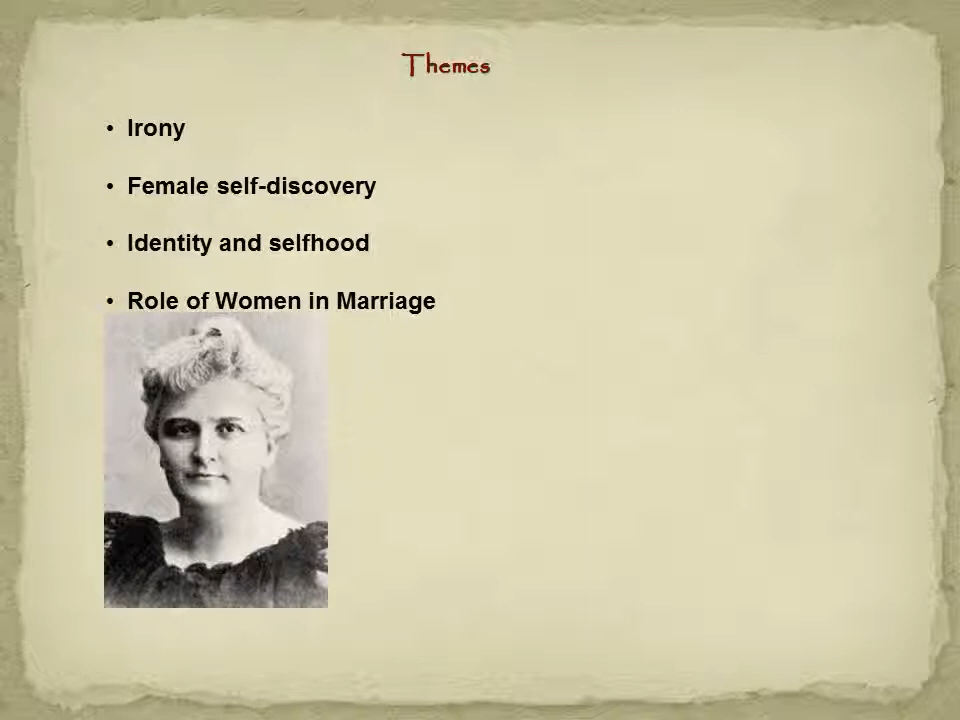 Themes
• Irony
• Female self-discovery
• Identity and selfhood
• Role of Women in Marriage